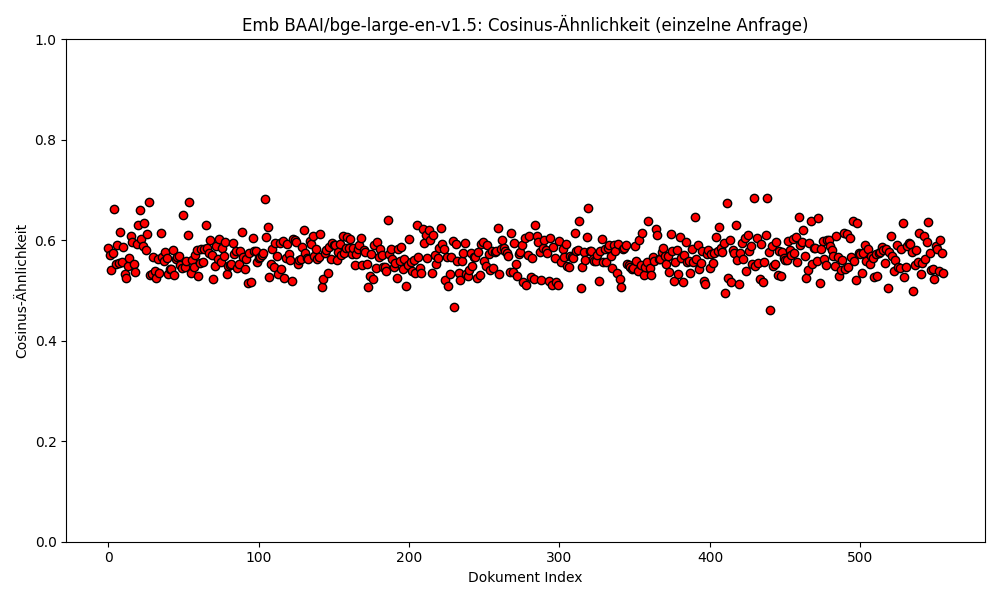 Emb BAAI/bge-large-en-v1.5: Cosinus-Ähnlichkeit (einzelne Anfrage)
1.0
0.8
0.6
0.4
0.2
0.0
Cosinus-Ähnlichkeit
0 100 200 300 400 500
Dokument Index